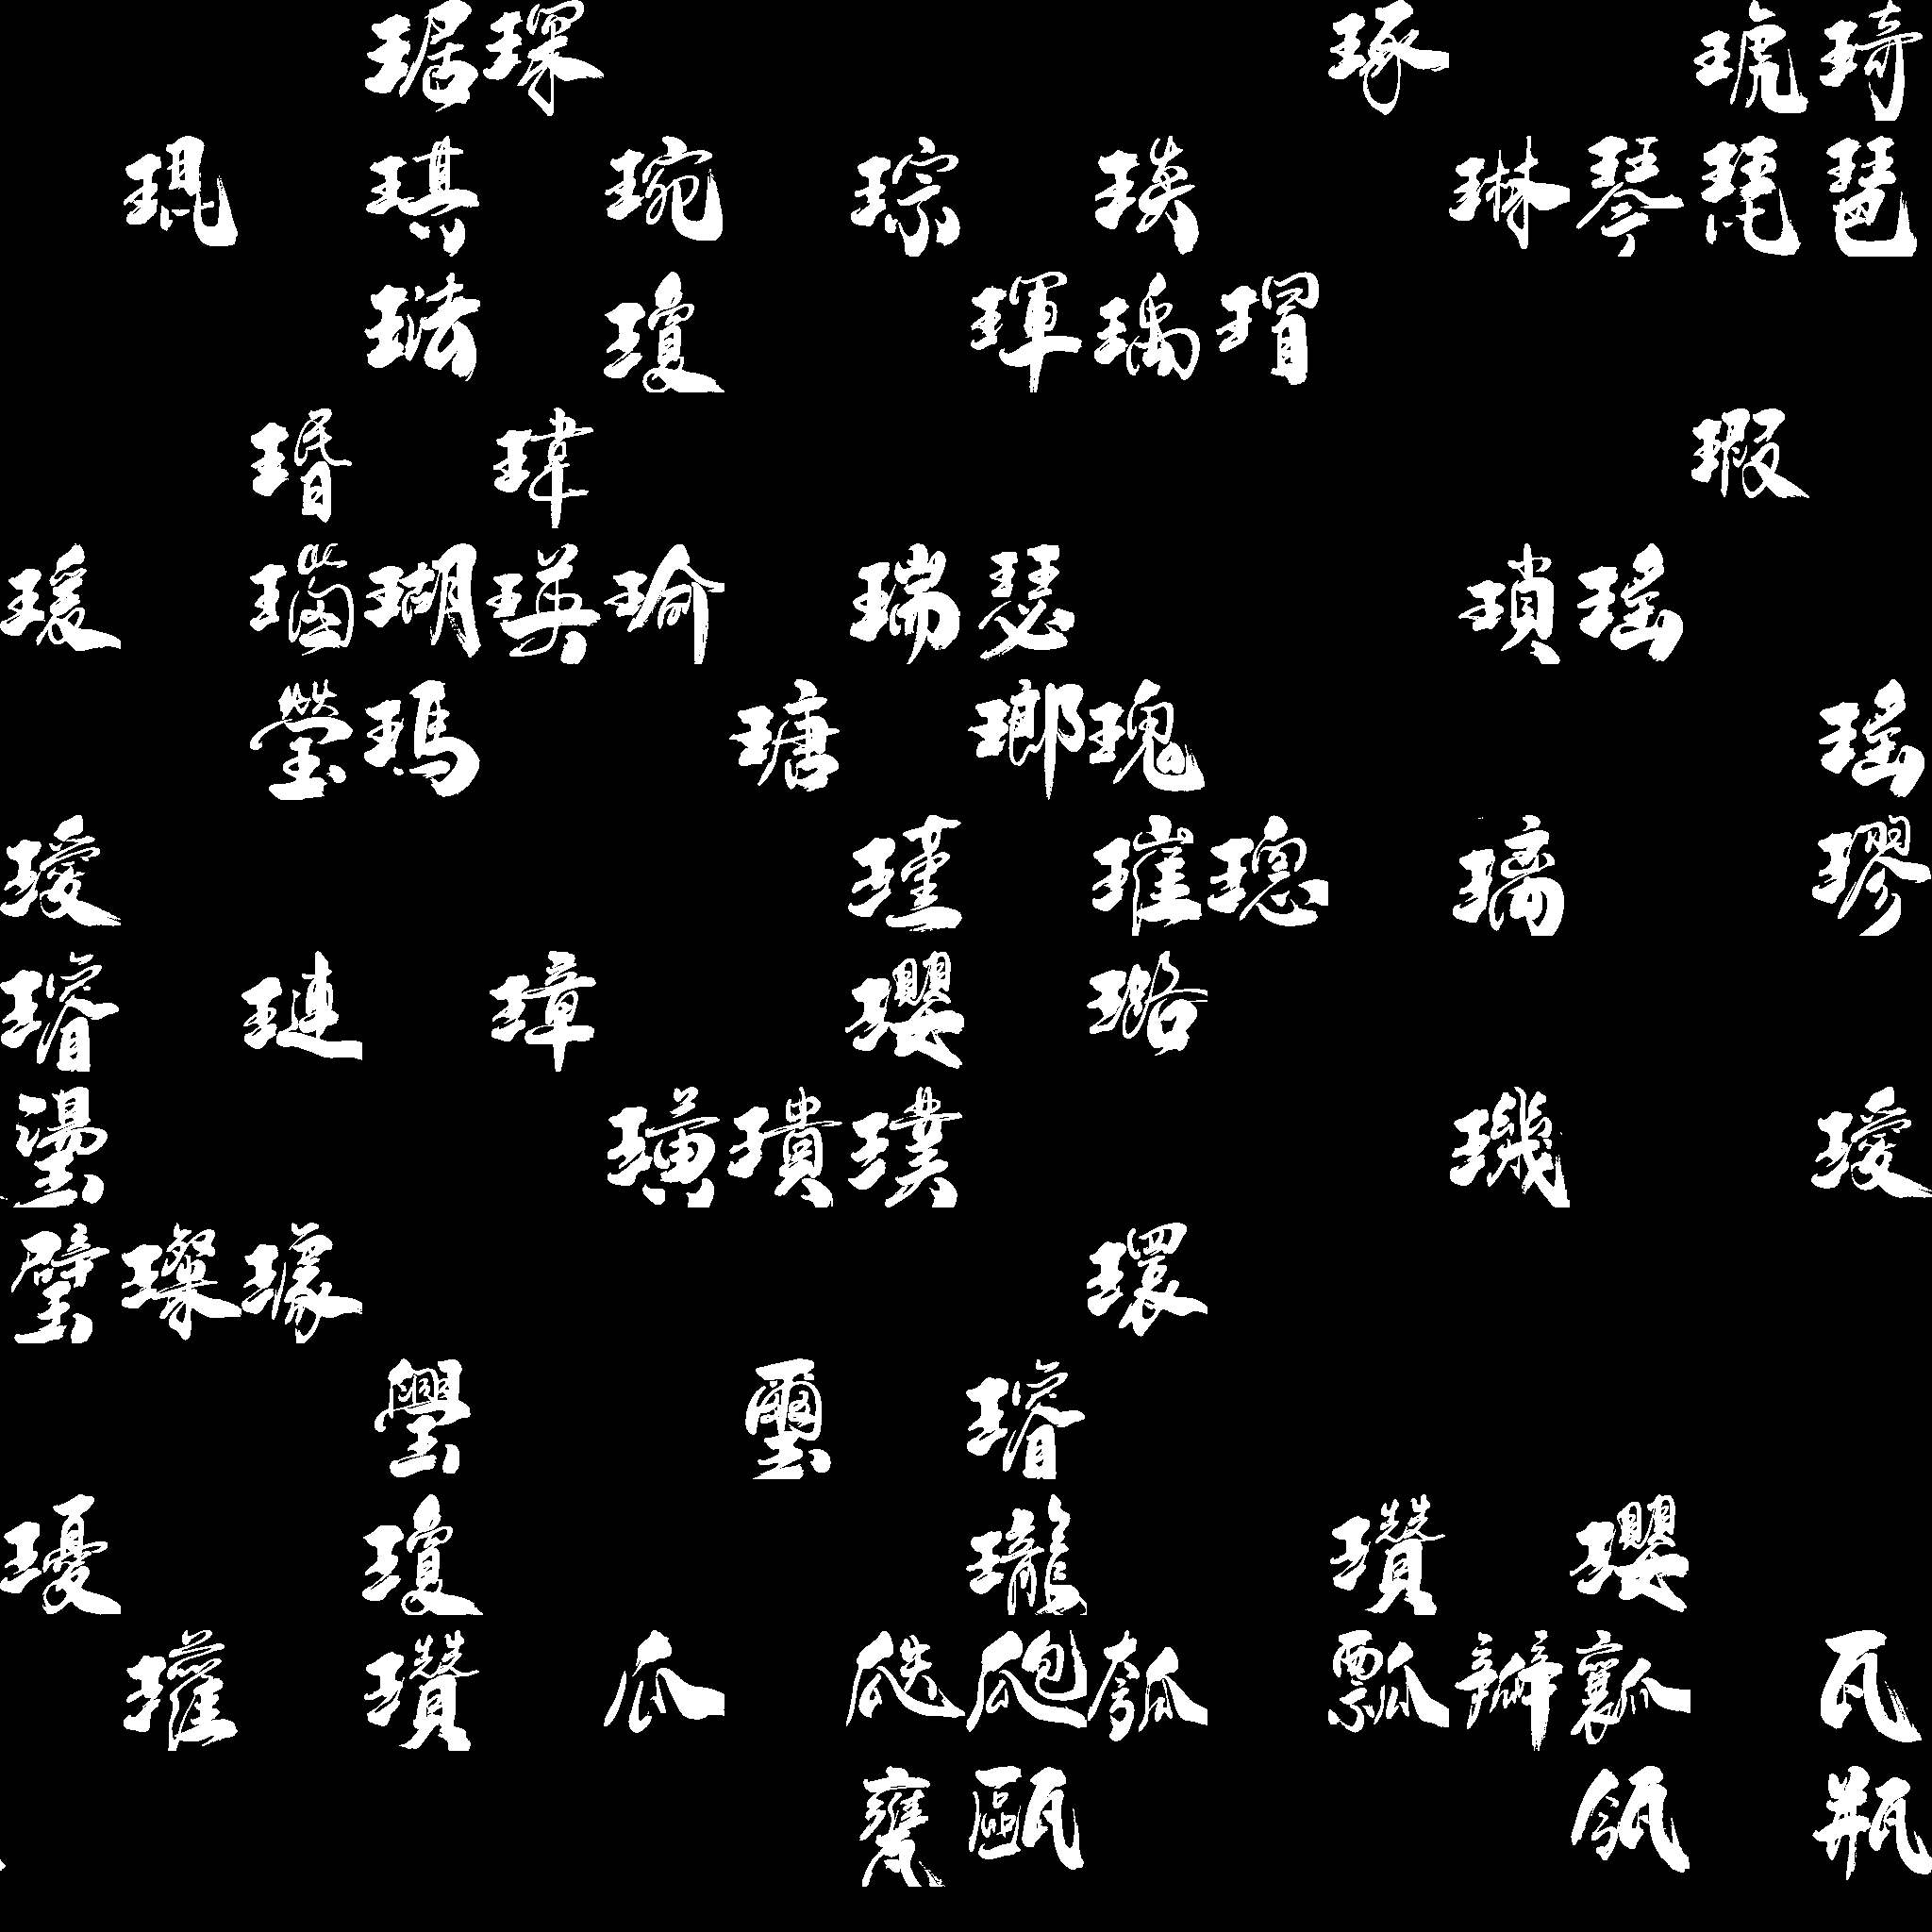 琚琛琢琥琦
琨琪琬琮琰琳琴琵琶
琺瓊琿瑀瑁
瑉瑋瑕
瑗瑙瑚瑛瑜瑞瑟瑣瑤
瑩瑪瑭瑯瑰瑤
璦瑾璀璁璃璆
璿璉璋瓔璐
璗璜璝璞璣璦
璧璨璩環
璺璽璿
瓇瓊瓏瓚瓔
瓘瓚瓜瓞瓟瓠瓢瓣瓤瓦
甕甌瓴瓶